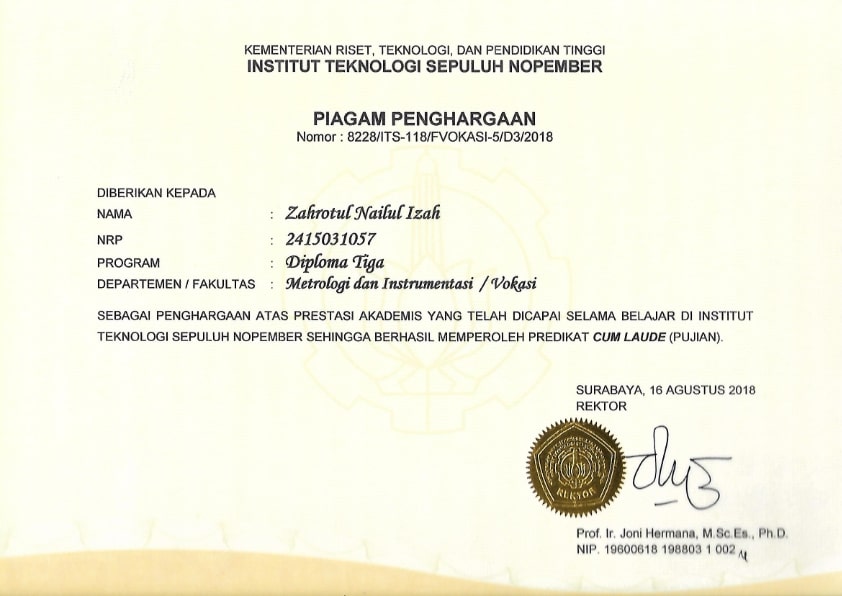 KEMENTERIAN RISET, TEKNOLOGI, DAN PENDIDIKAN TINGGI
INSTITUT TEKNOLOGI SEPULUH NOPEMBER
PIAGAM PENGHARGAAN
Nomor : 8228/ITS-118/FVOKASI-5/D3/2018
DIBERIKAN KEPADA
NAMA : Zahrotul Nailul Izah
NRP : 2415031057
PROGRAM : Diploma Tiga
DEPARTEMEN / FAKULTAS : Metrologi dan Instrumentasi / Vokasi
SEBAGAI PENGHARGAAN ATAS PRESTASI AKADEMIS YANG TELAH DICAPAI SELAMA BELAJAR DI INSTITUT
TEKNOLOGI SEPULUH NOPEMBER SEHINGGA BERHASIL MEMPEROLEH PREDIKAT CUM LAUDE (PUJIAN).
SURABAYA, 16 AGUSTUS 2018
REKTOR
REKTOR
Prof. Ir. Joni Hermana, M.Sc.Es., Ph.D.
NIP. 19600618 198803 1 002